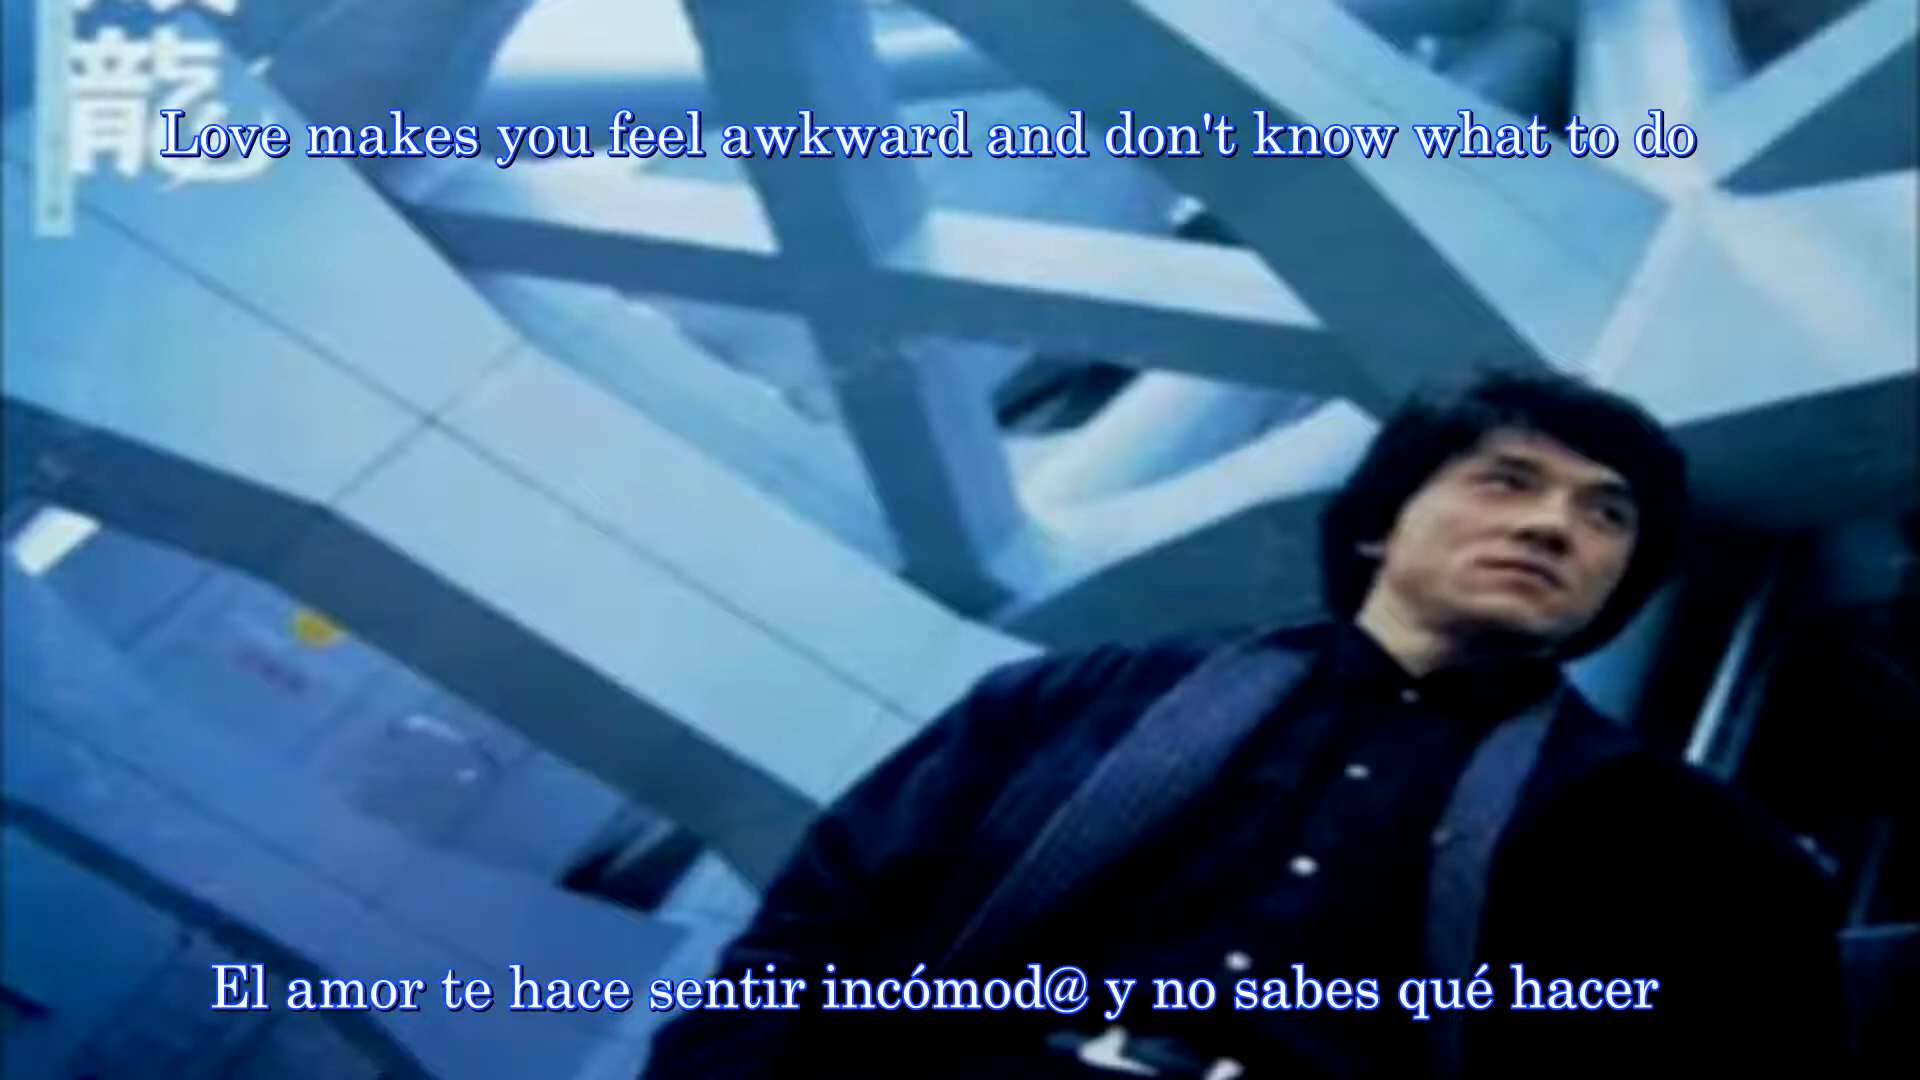 龍
Love makes you feel awkward and don't know what to do
El amor te hace sentir incómod@ y no sabes qué hacer